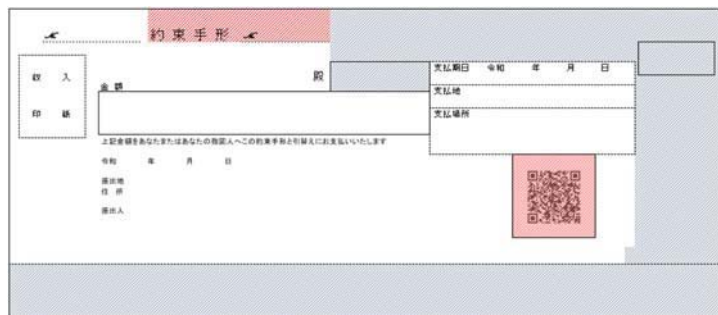 約束手形
収入
印紙
殿
金額
支払期日 令和 年 月 日
支払地
支払場所
上記金額をあなたまたはあなたの指図人へこの約束手形と引替えにお支払いいたします
令和 年 月 日
振出地
住所
振出人